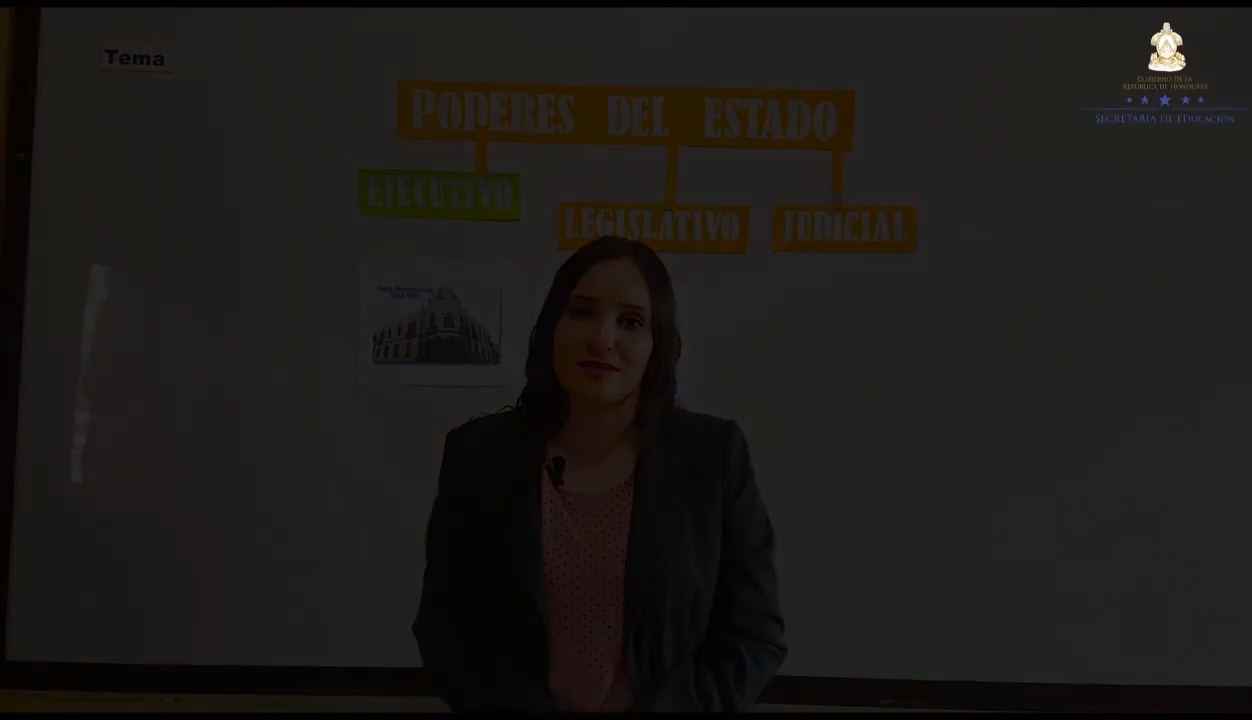 Tema
PODERES DEL ESTADO
EJECUTIVO
LEGISLATIVO
JUDICIAL
GOBIERNO DE LA
REPÚBLICA DE HONDURAS
SECRETARÍA DE EDUCACIÓN